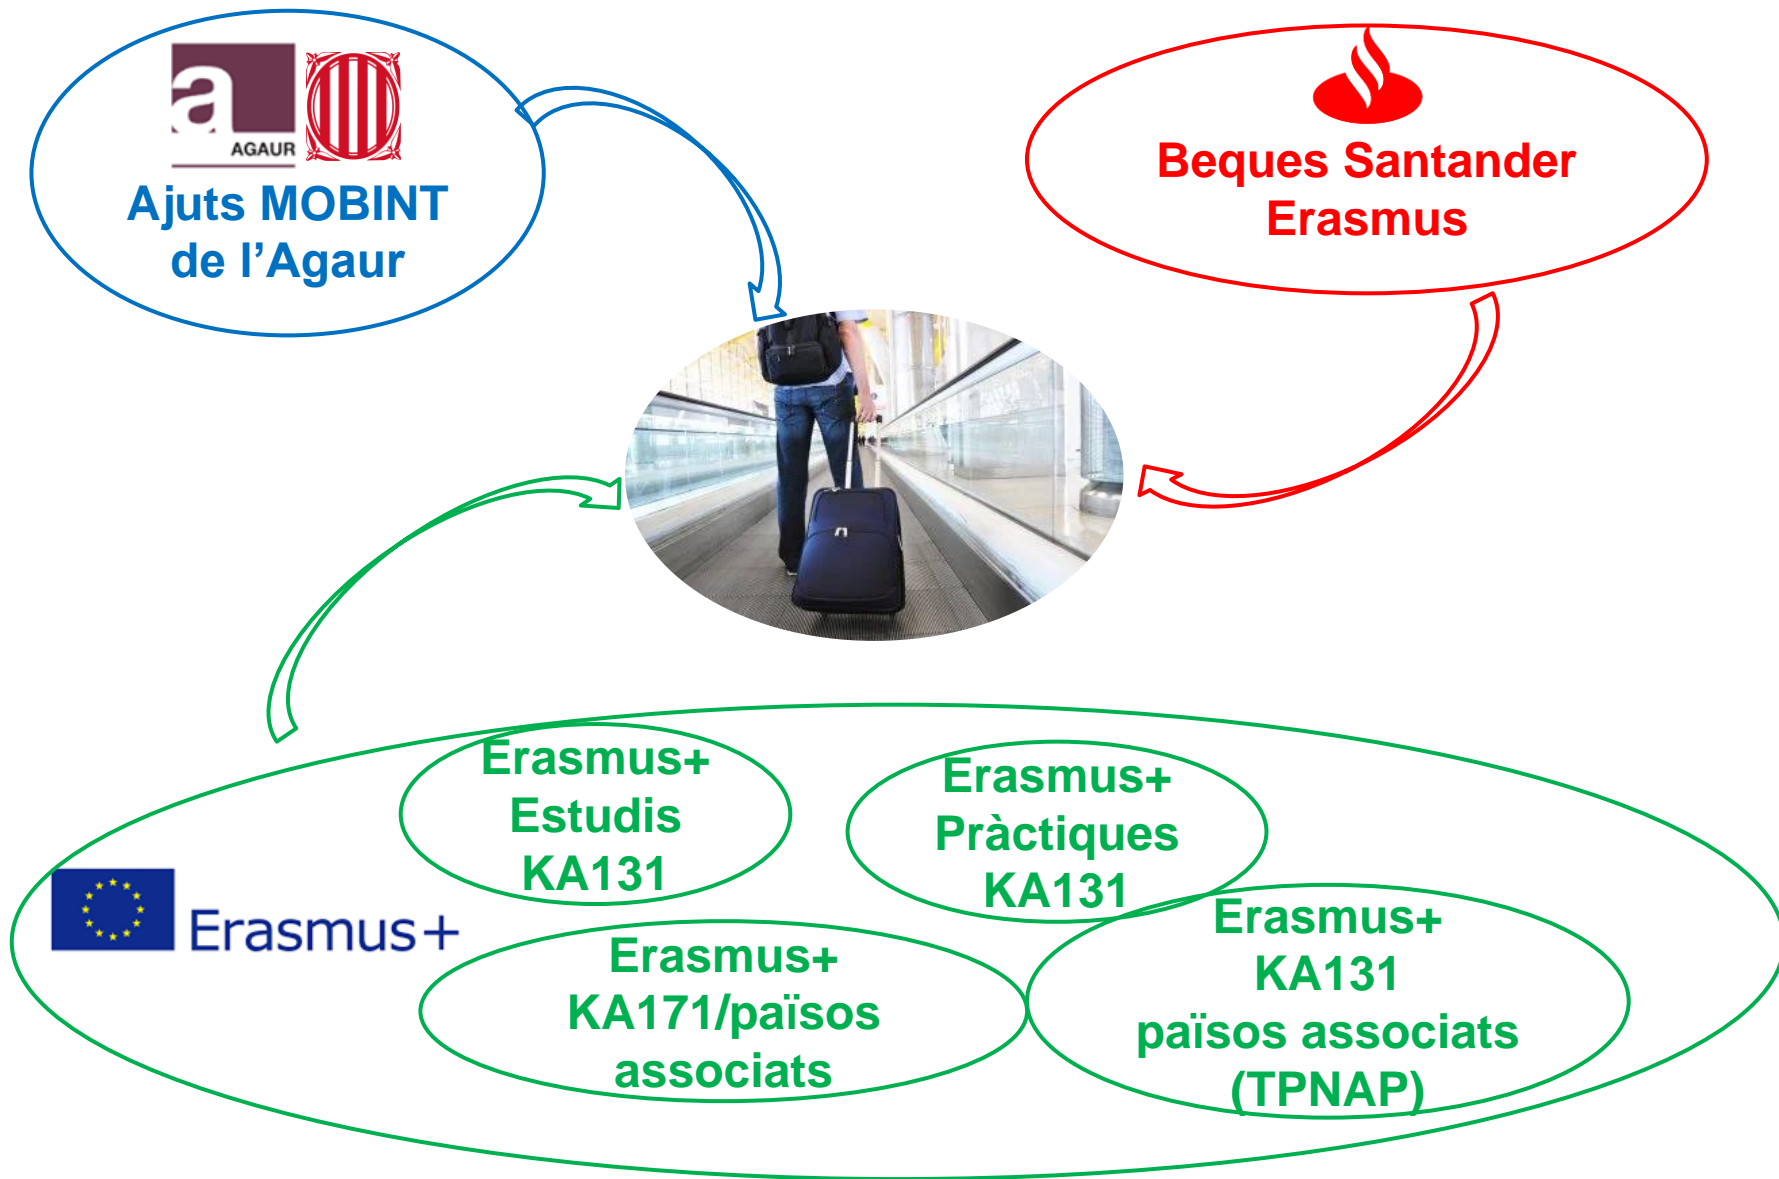 a
AGAUR
Ajuts MOBINT
de l’Agaur
Beques Santander
Erasmus
Erasmus+
Estudis
KA131
Erasmus+
Pràctiques
KA131
Erasmus+
Erasmus+
KA171/països
associats
Erasmus+
KA131
països associats
(TPNAP)